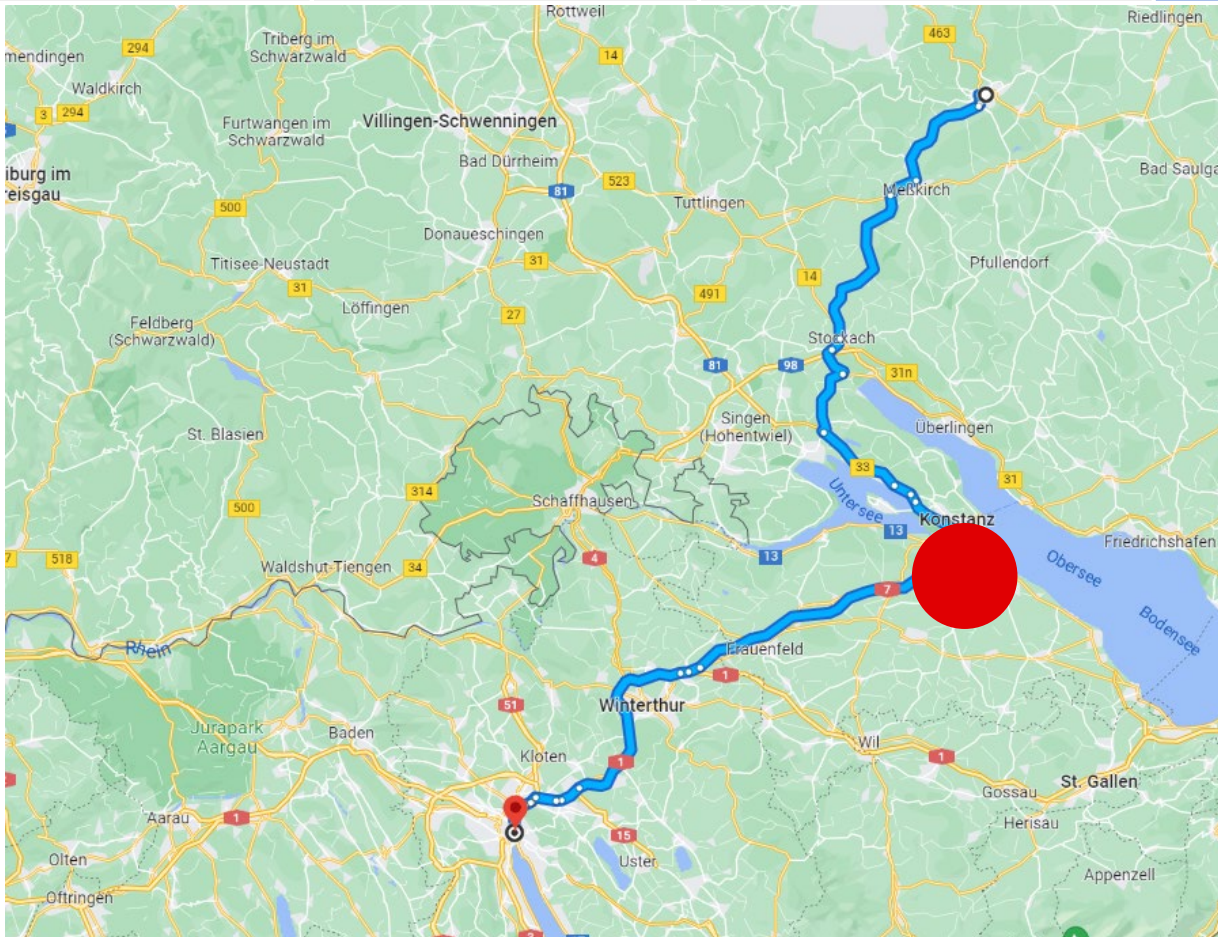 Rottweil
Riedlingen
463
294
Triberg im
Schwarzwald
mendingen
14
Waldkirch
3
294
Furtwangen im
Schwarzwald
Villingen-Schwenningen
Bad Dürrheim
Bad Saulga
iburg im
reisgau
81
523
Meßkirch
500
Tuttlingen
Donaueschingen
Titisee-Neustadt
31
Pfullendorf
14
31
491
Löffingen
27
Feldberg
(Schwarzwald)
Stockach
81
98
31n
Singen
(Hohentwiel)
Überlingen
St. Blasien
33
31
314
Untersee
Schaffhausen
500
Konstanz
13
Friedrichshafen
7
518
4
13
Waldshut-Tiengen
34
Obersee
7
Bodensee
Rhein
Frauenfeld
1
Winterthur
51
Jurapark
Aargau
Baden
Wil
Kloten
1
1
St. Gallen
Gossau
Aarau
1
Herisau
15
Olten
Uster
Appenzell
Oftringen
3